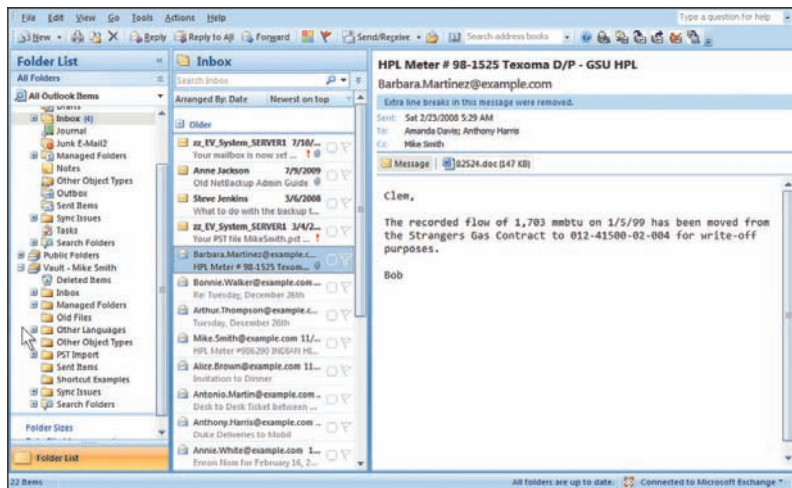 File Edit View Go Tools Actions Help
Type a question for help
New Reply Reply to All Forward Send/Receive Search address books
Folder List
All Folders
All Outlook Items
Drafts
Inbox (4)
Journal
Junk E-Mail2
Managed Folders
Notes
Other Object Types
Outbox
Sent Items
Sync Issues
Tasks
Search Folders
Public Folders
Vault - Mike Smith
Deleted Items
Inbox
Managed Folders
Old Files
Other Languages
Other Object Types
PST Import
Sent Items
Shortcut Examples
Sync Issues
Search Folders
Folder Sizes
Folder List
Inbox
Search Inbox
Arranged By: Date Newest on top
Older
zz_EV_System_SERVER1 7/10/...
Your mailbox is now set ...
Anne Jackson 7/9/2009
Old NetBackup Admin Guide
Steve Jenkins 3/6/2008
What to do with the backup t...
zz_EV_System_SERVER1 3/4/2...
Your PST file MikeSmith.pst ...
Barbara.Martinez@example.c...
HPL Meter # 98-1525 Texom...
Bonnie.Walker@example.com ...
Re: Tuesday, December 26th
Arthur.Thompson@example.c...
Tuesday, December 26th
Mike.Smith@example.com 11/...
HPL Meter #986290 INDIAN HI...
Alice.Brown@example.com 11...
Invitation to Dinner
Antonio.Martin@example.com ..
Desk to Desk Ticket between ...
Anthony.Harris@example.com ..
Duke Deliveries to Mobil
Annie.White@example.com 1...
Enron Nom for February 16, 2...
HPL Meter # 98-1525 Texoma D/P - GSU HPL
Barbara.Martinez@example.com
Extra line breaks in this message were removed.
Sent: Sat 2/23/2008 5:29 AM
To: Amanda Davis; Anthony Harris
Cc: Mike Smith
Message 02524.doc (147 KB)
Clem,
The recorded flow of 1,703 mmbtu on 1/5/99 has been moved from
the Strangers Gas Contract to 012-41500-02-004 for write-off
purposes.
Bob
22 Items
All folders are up to date. Connected to Microsoft Exchange